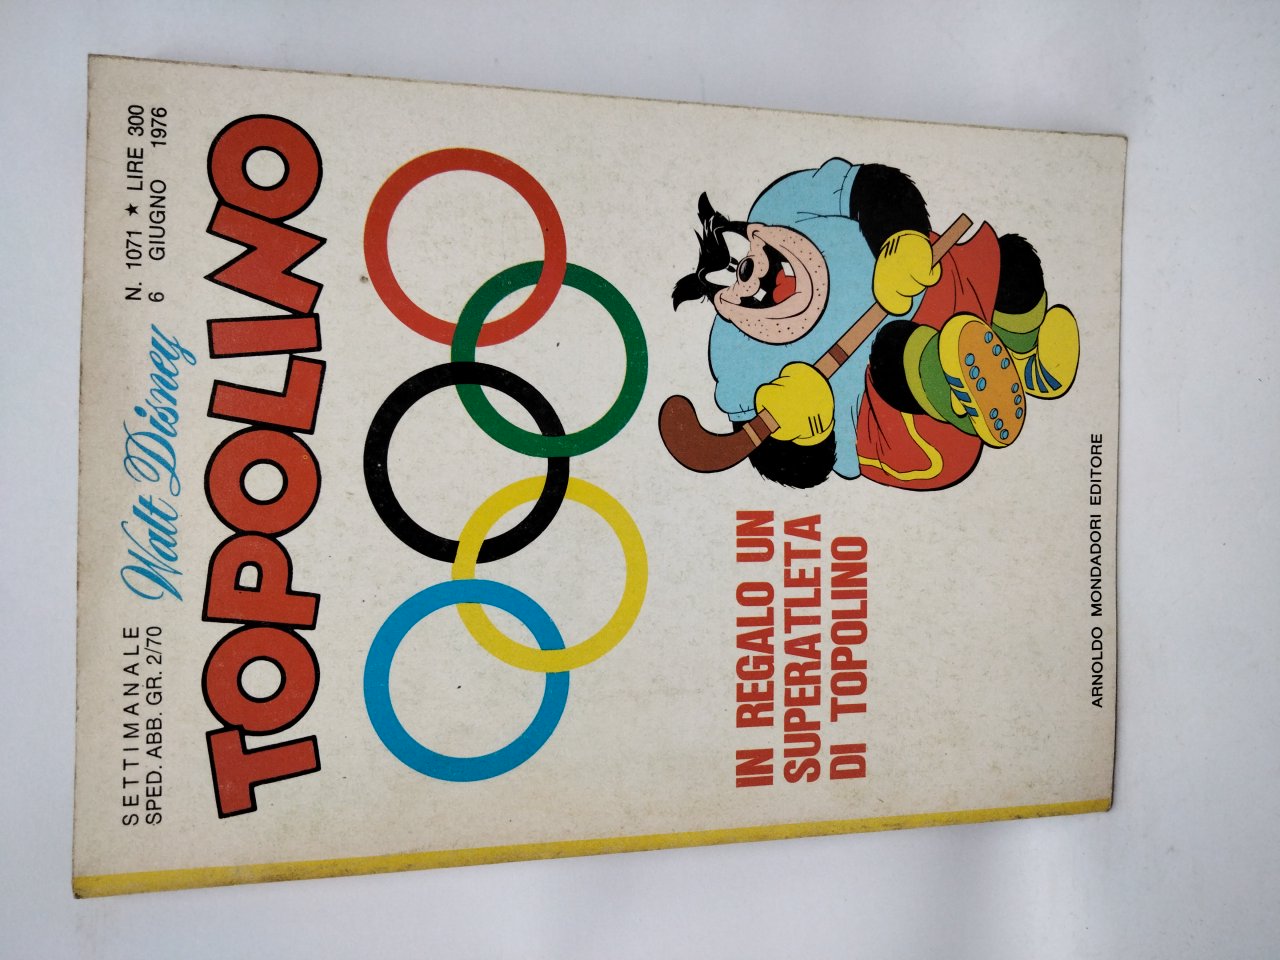 SETTIMANALE
SPED. ABB. GR. 2/70
Walt Disney
N. 1071 ★ LIRE 300
6 GIUGNO 1976
TOPOLINO
IN REGALO UN
SUPERATLETA
DI TOPOLINO
ARNOLDO MONDADORI EDITORE